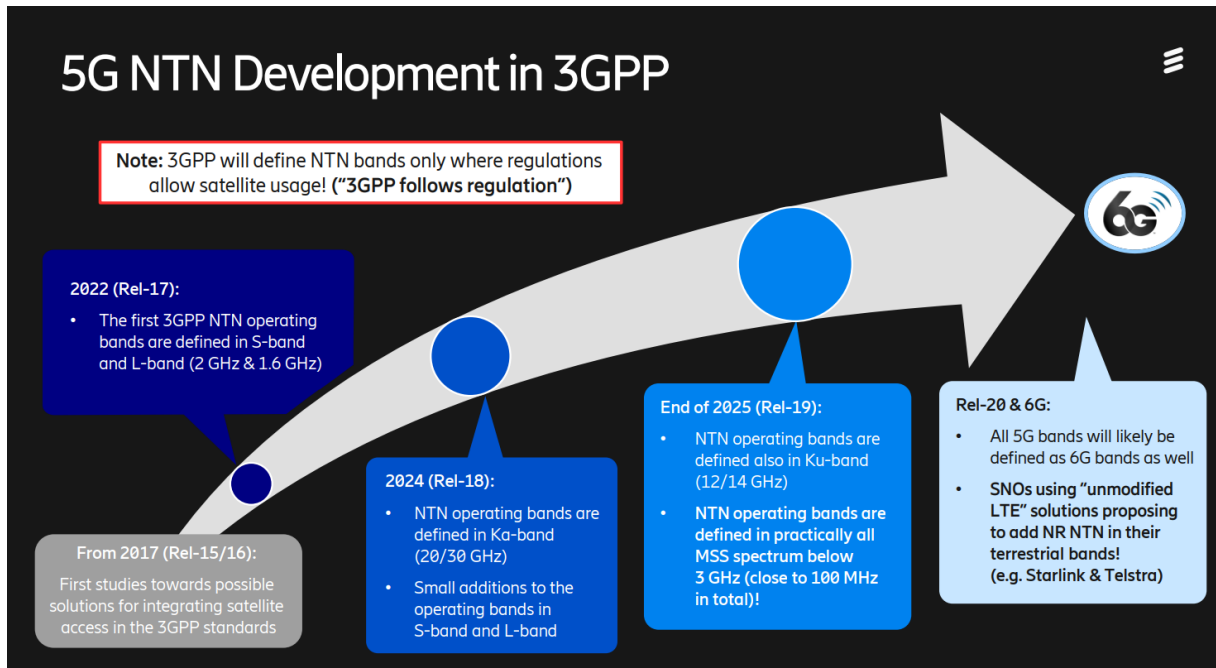 5G NTN Development in 3GPP
Note: 3GPP will define NTN bands only where regulations
allow satellite usage! (“3GPP follows regulation”)
6G
2022 (Rel-17):
• The first 3GPP NTN operating
bands are defined in S-band
and L-band (2 GHz & 1.6 GHz)
From 2017 (Rel-15/16):
First studies towards possible
solutions for integrating satellite
access in the 3GPP standards
2024 (Rel-18):
• NTN operating bands are
defined in Ka-band
(20/30 GHz)
• Small additions to the
operating bands in
S-band and L-band
End of 2025 (Rel-19):
• NTN operating bands are
defined also in Ku-band
(12/14 GHz)
• NTN operating bands are
defined in practically all
MSS spectrum below
3 GHz (close to 100 MHz
in total)!
Rel-20 & 6G:
• All 5G bands will likely be
defined as 6G bands as well
• SNOs using “unmodified
LTE” solutions proposing
to add NR NTN in their
terrestrial bands!
(e.g. Starlink & Telstra)